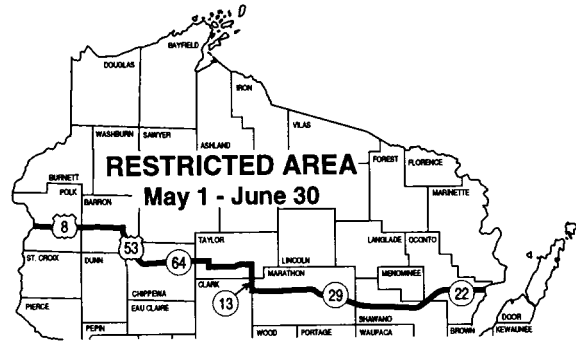 BAYFIELD
DOUGLAS
IRON
VILAS
WASHBURN
SAWYER
ASHLAND
FOREST
FLORENCE
RESTRICTED AREA
May 1 - June 30
BURNETT
POLK
BARRON
MARINETTE
8
53
TAYLOR
LANGLADE
OCONTO
ST. CROIX
DUNN
64
LINCOLN
MARATHON
MENOMINEE
CLARK
13
29
22
CHIPPEWA
EAU CLAIRE
PIERCE
SHAWANO
DOOR
PEPIN
WOOD
PORTAGE
WAUPACA
BROWN
KEWAUNEE